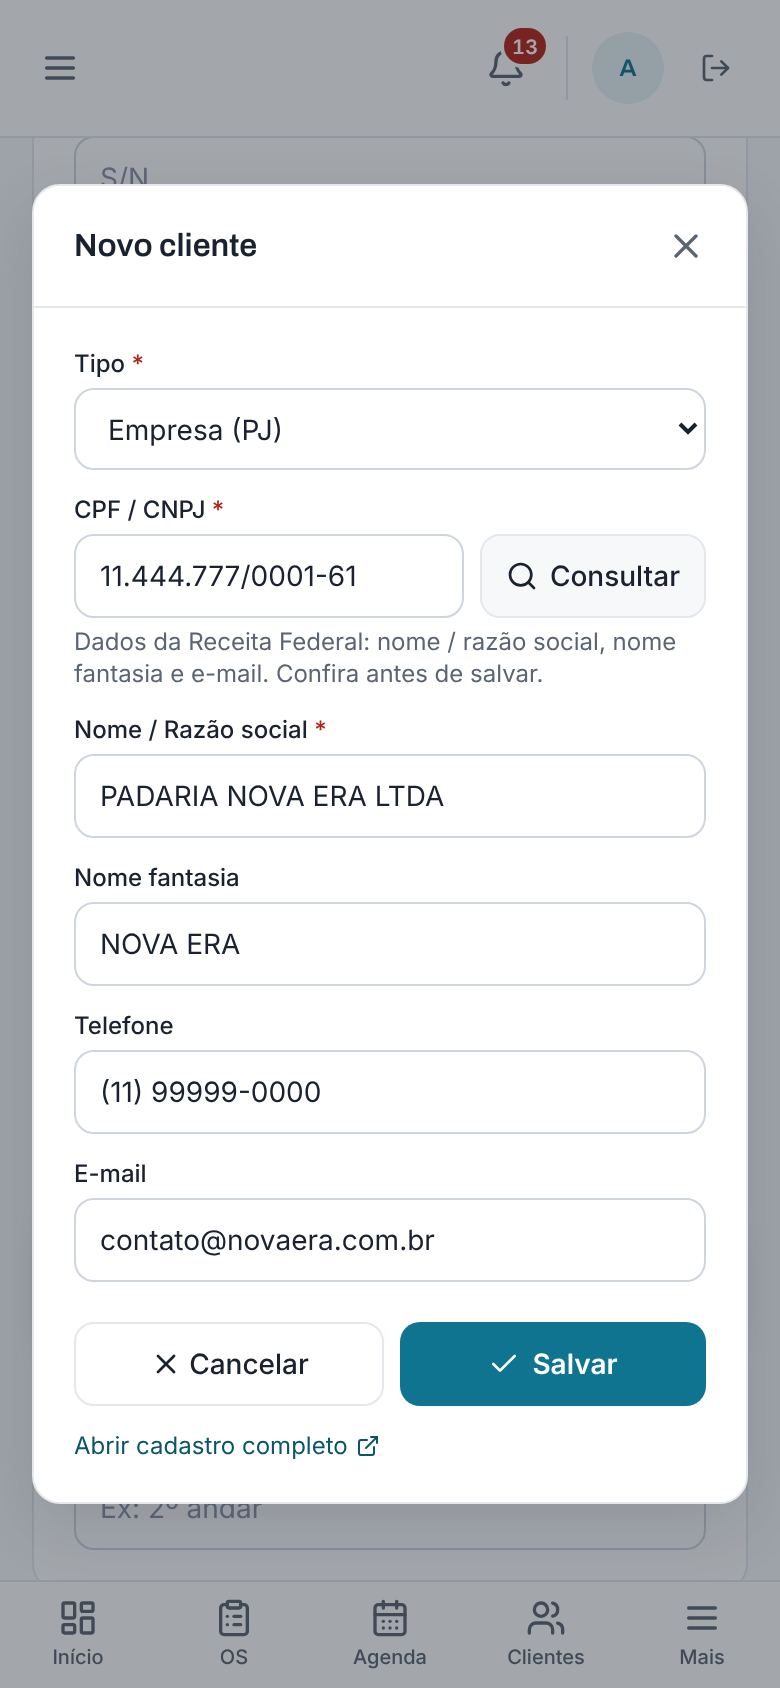 13
A
S/N
Novo cliente
Tipo *
Empresa (PJ)
CPF / CNPJ *
11.444.777/0001-61
Consultar
Dados da Receita Federal: nome / razão social, nome
fantasia e e-mail. Confira antes de salvar.
Nome / Razão social *
PADARIA NOVA ERA LTDA
Nome fantasia
NOVA ERA
Telefone
(11) 99999-0000
E-mail
contato@novaera.com.br
Cancelar
Salvar
Abrir cadastro completo
Ex: 2º andar
Início
OS
Agenda
Clientes
Mais